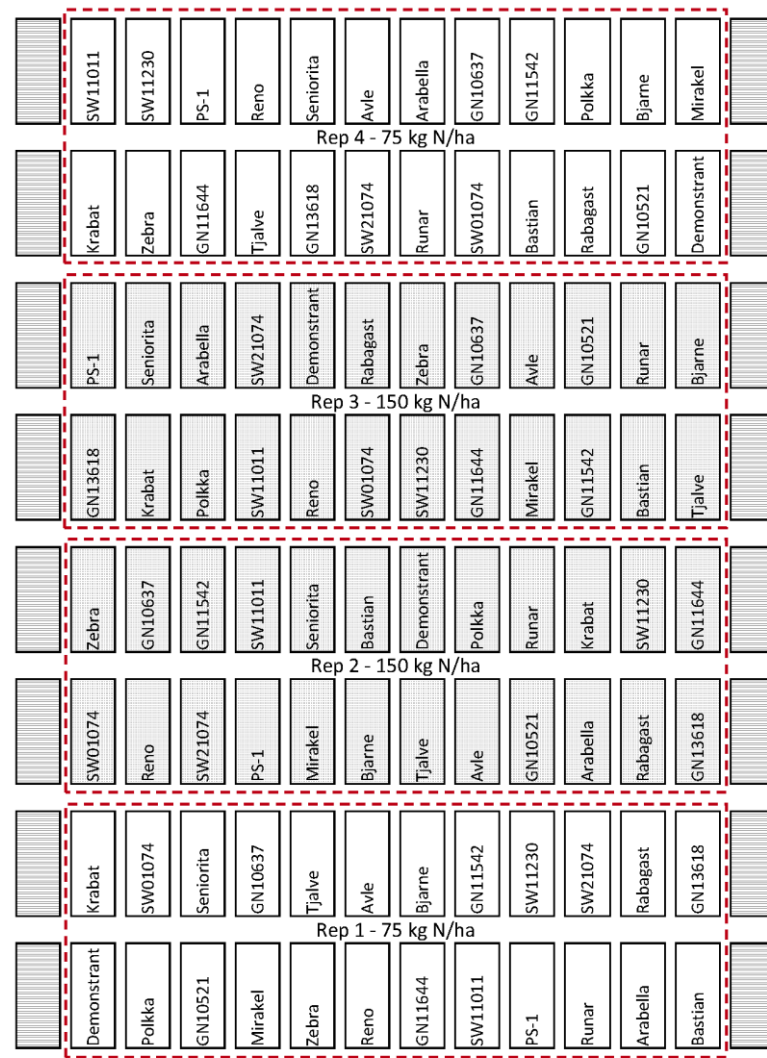 SW11011
SW11230
PS-1
Reno
Seniorita
Avle
Arabella
GN10637
GN11542
Polkka
Bjarne
Mirakel
Rep 4 - 75 kg N/ha
Krabat
Zebra
GN11644
Tjalve
GN13618
SW21074
Runar
SW01074
Bastian
Rabagast
GN10521
Demonstrant
PS-1
Seniorita
Arabella
SW21074
Demonstrant
Rabagast
Zebra
GN10637
Avle
GN10521
Runar
Bjarne
Rep 3 - 150 kg N/ha
GN13618
Krabat
Polkka
SW11011
Reno
SW01074
SW11230
GN11644
Mirakel
GN11542
Bastian
Tjalve
Zebra
GN10637
GN11542
SW11011
Seniorita
Bastian
Demonstrant
Polkka
Runar
Krabat
SW11230
GN11644
Rep 2 - 150 kg N/ha
SW01074
Reno
SW21074
PS-1
Mirakel
Bjarne
Tjalve
Avle
GN10521
Arabella
Rabagast
GN13618
Krabat
SW01074
Seniorita
GN10637
Tjalve
Avle
Bjarne
GN11542
SW11230
SW21074
Rabagast
GN13618
Rep 1 - 75 kg N/ha
Demonstrant
Polkka
GN10521
Mirakel
Zebra
Reno
GN11644
SW11011
PS-1
Runar
Arabella
Bastian